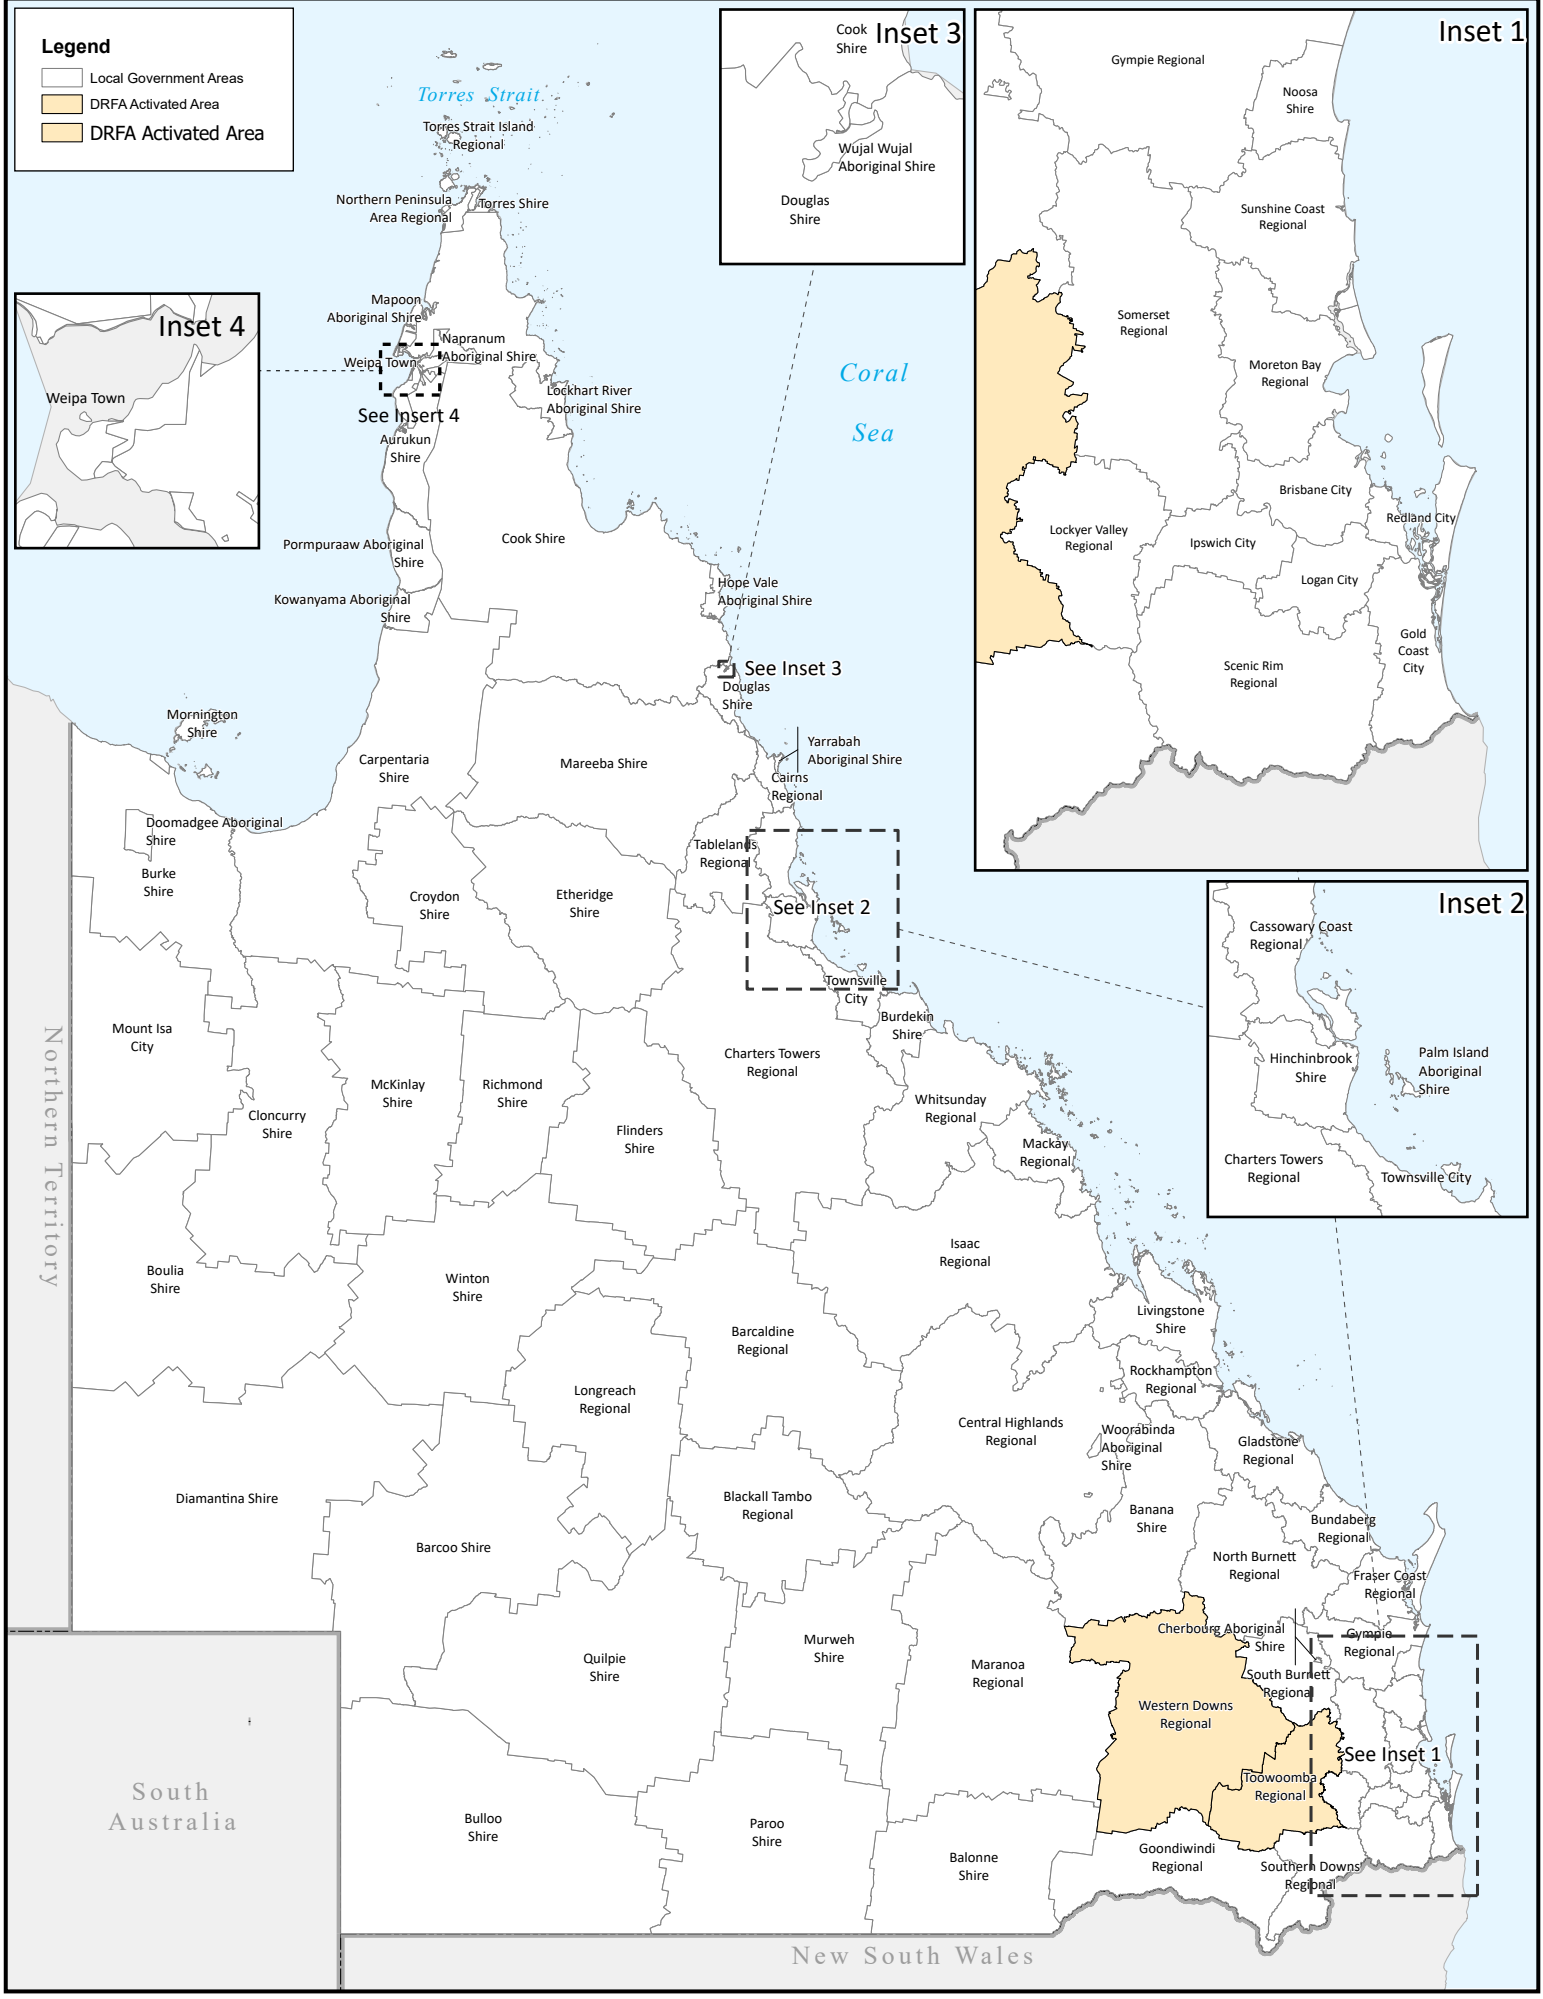 Legend
Local Government Areas
DRFA Activated Area
DRFA Activated Area
Torres Strait
Torres Strait Island
Regional
Northern Peninsula
Area Regional
Torres Shire
Mapoon
Aboriginal Shire
Napranum
Aboriginal Shire
Weipa Town
See Insert 4
Lockhart River
Aboriginal Shire
Aurukun
Shire
Cook Shire
Pormpuraaw Aboriginal
Shire
Kowanyama Aboriginal
Shire
Hope Vale
Aboriginal Shire
See Inset 3
Douglas
Shire
Coral
Sea
Mornington
Shire
Carpentaria
Shire
Mareeba Shire
Yarrabah
Aboriginal Shire
Cairns
Regional
Doomadgee Aboriginal
Shire
Burke
Shire
Croydon
Shire
Etheridge
Shire
Tablelands
Regional
See Inset 2
Townsville
City
Burdekin
Shire
Mount Isa
City
Cloncurry
Shire
McKinlay
Shire
Richmond
Shire
Flinders
Shire
Charters Towers
Regional
Whitsunday
Regional
Mackay
Regional
Northern Territory
Boulia
Shire
Winton
Shire
Isaac
Regional
Livingstone
Shire
Barcaldine
Regional
Longreach
Regional
Rockhampton
Regional
Central Highlands
Regional
Woorabinda
Aboriginal
Shire
Gladstone
Regional
Diamantina Shire
Blackall Tambo
Regional
Banana
Shire
Bundaberg
Regional
Barcoo Shire
North Burnett
Regional
Fraser Coast
Regional
Cherbourg Aboriginal
Shire
Gympie
Regional
Quilpie
Shire
Murweh
Shire
Maranoa
Regional
South Burnett
Regional
Western Downs
Regional
See Inset 1
Toowoomba
Regional
South
Australia
Bulloo
Shire
Paroo
Shire
Balonne
Shire
Goondiwindi
Regional
Southern Downs
Regional
New South Wales
Inset 4
Weipa Town
Inset 3
Cook
Shire
Wujal Wujal
Aboriginal Shire
Douglas
Shire
Inset 1
Gympie Regional
Noosa
Shire
Sunshine Coast
Regional
Somerset
Regional
Moreton Bay
Regional
Brisbane City
Redland City
Lockyer Valley
Regional
Ipswich City
Logan City
Gold
Coast
City
Scenic Rim
Regional
Inset 2
Cassowary Coast
Regional
Hinchinbrook
Shire
Palm Island
Aboriginal
Shire
Charters Towers
Regional
Townsville City